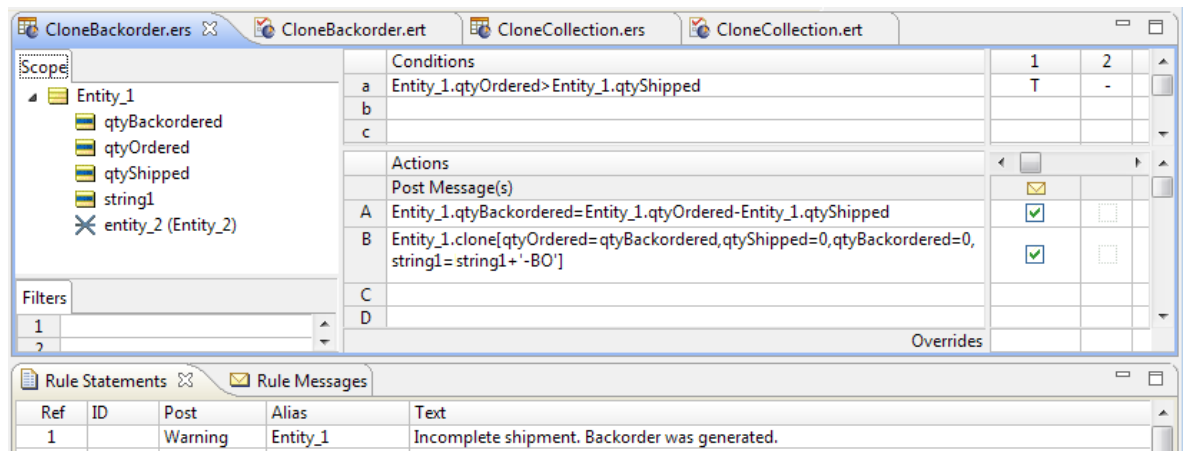 CloneBackorder.ers CloneBackorder.ert CloneCollection.ers CloneCollection.ert
Scope
Entity_1
qtyBackordered
qtyOrdered
qtyShipped
string1
entity_2 (Entity_2)
Filters
1
2
Conditions 1 2
a Entity_1.qtyOrdered>Entity_1.qtyShipped T -
b
c
Actions
Post Message(s)
A Entity_1.qtyBackordered=Entity_1.qtyOrdered-Entity_1.qtyShipped
B Entity_1.clone[qtyOrdered=qtyBackordered,qtyShipped=0,qtyBackordered=0,
string1=string1+'-BO']
C
D
Overrides
Rule Statements Rule Messages
Ref ID Post Alias Text
1 Warning Entity_1 Incomplete shipment. Backorder was generated.